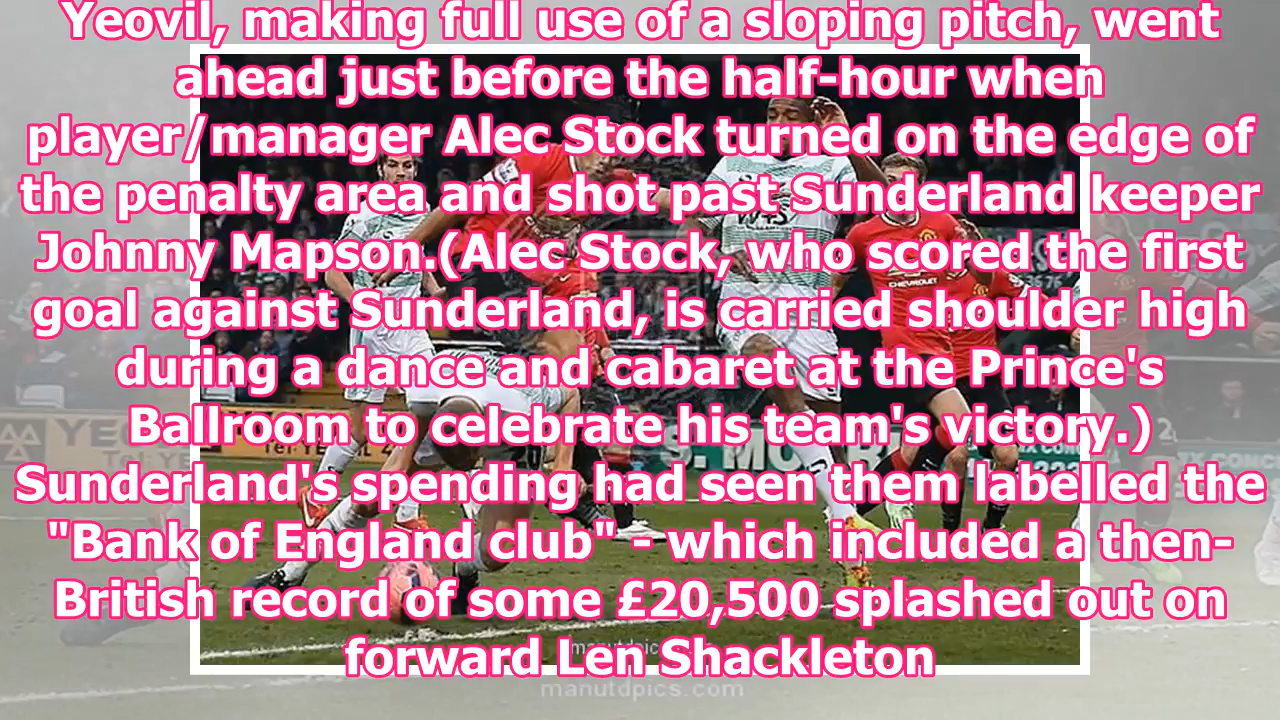 Yeovil, making full use of a sloping pitch, went
ahead just before the half-hour when
player/manager Alec Stock turned on the edge of
the penalty area and shot past Sunderland keeper
Johnny Mapson.(Alec Stock, who scored the first
goal against Sunderland, is carried shoulder high
during a dance and cabaret at the Prince's
Ballroom to celebrate his team's victory.)
Sunderland's spending had seen them labelled the
"Bank of England club" - which included a then-
British record of some £20,500 splashed out on
forward Len Shackleton
CHEVROLET
manutdpics.com